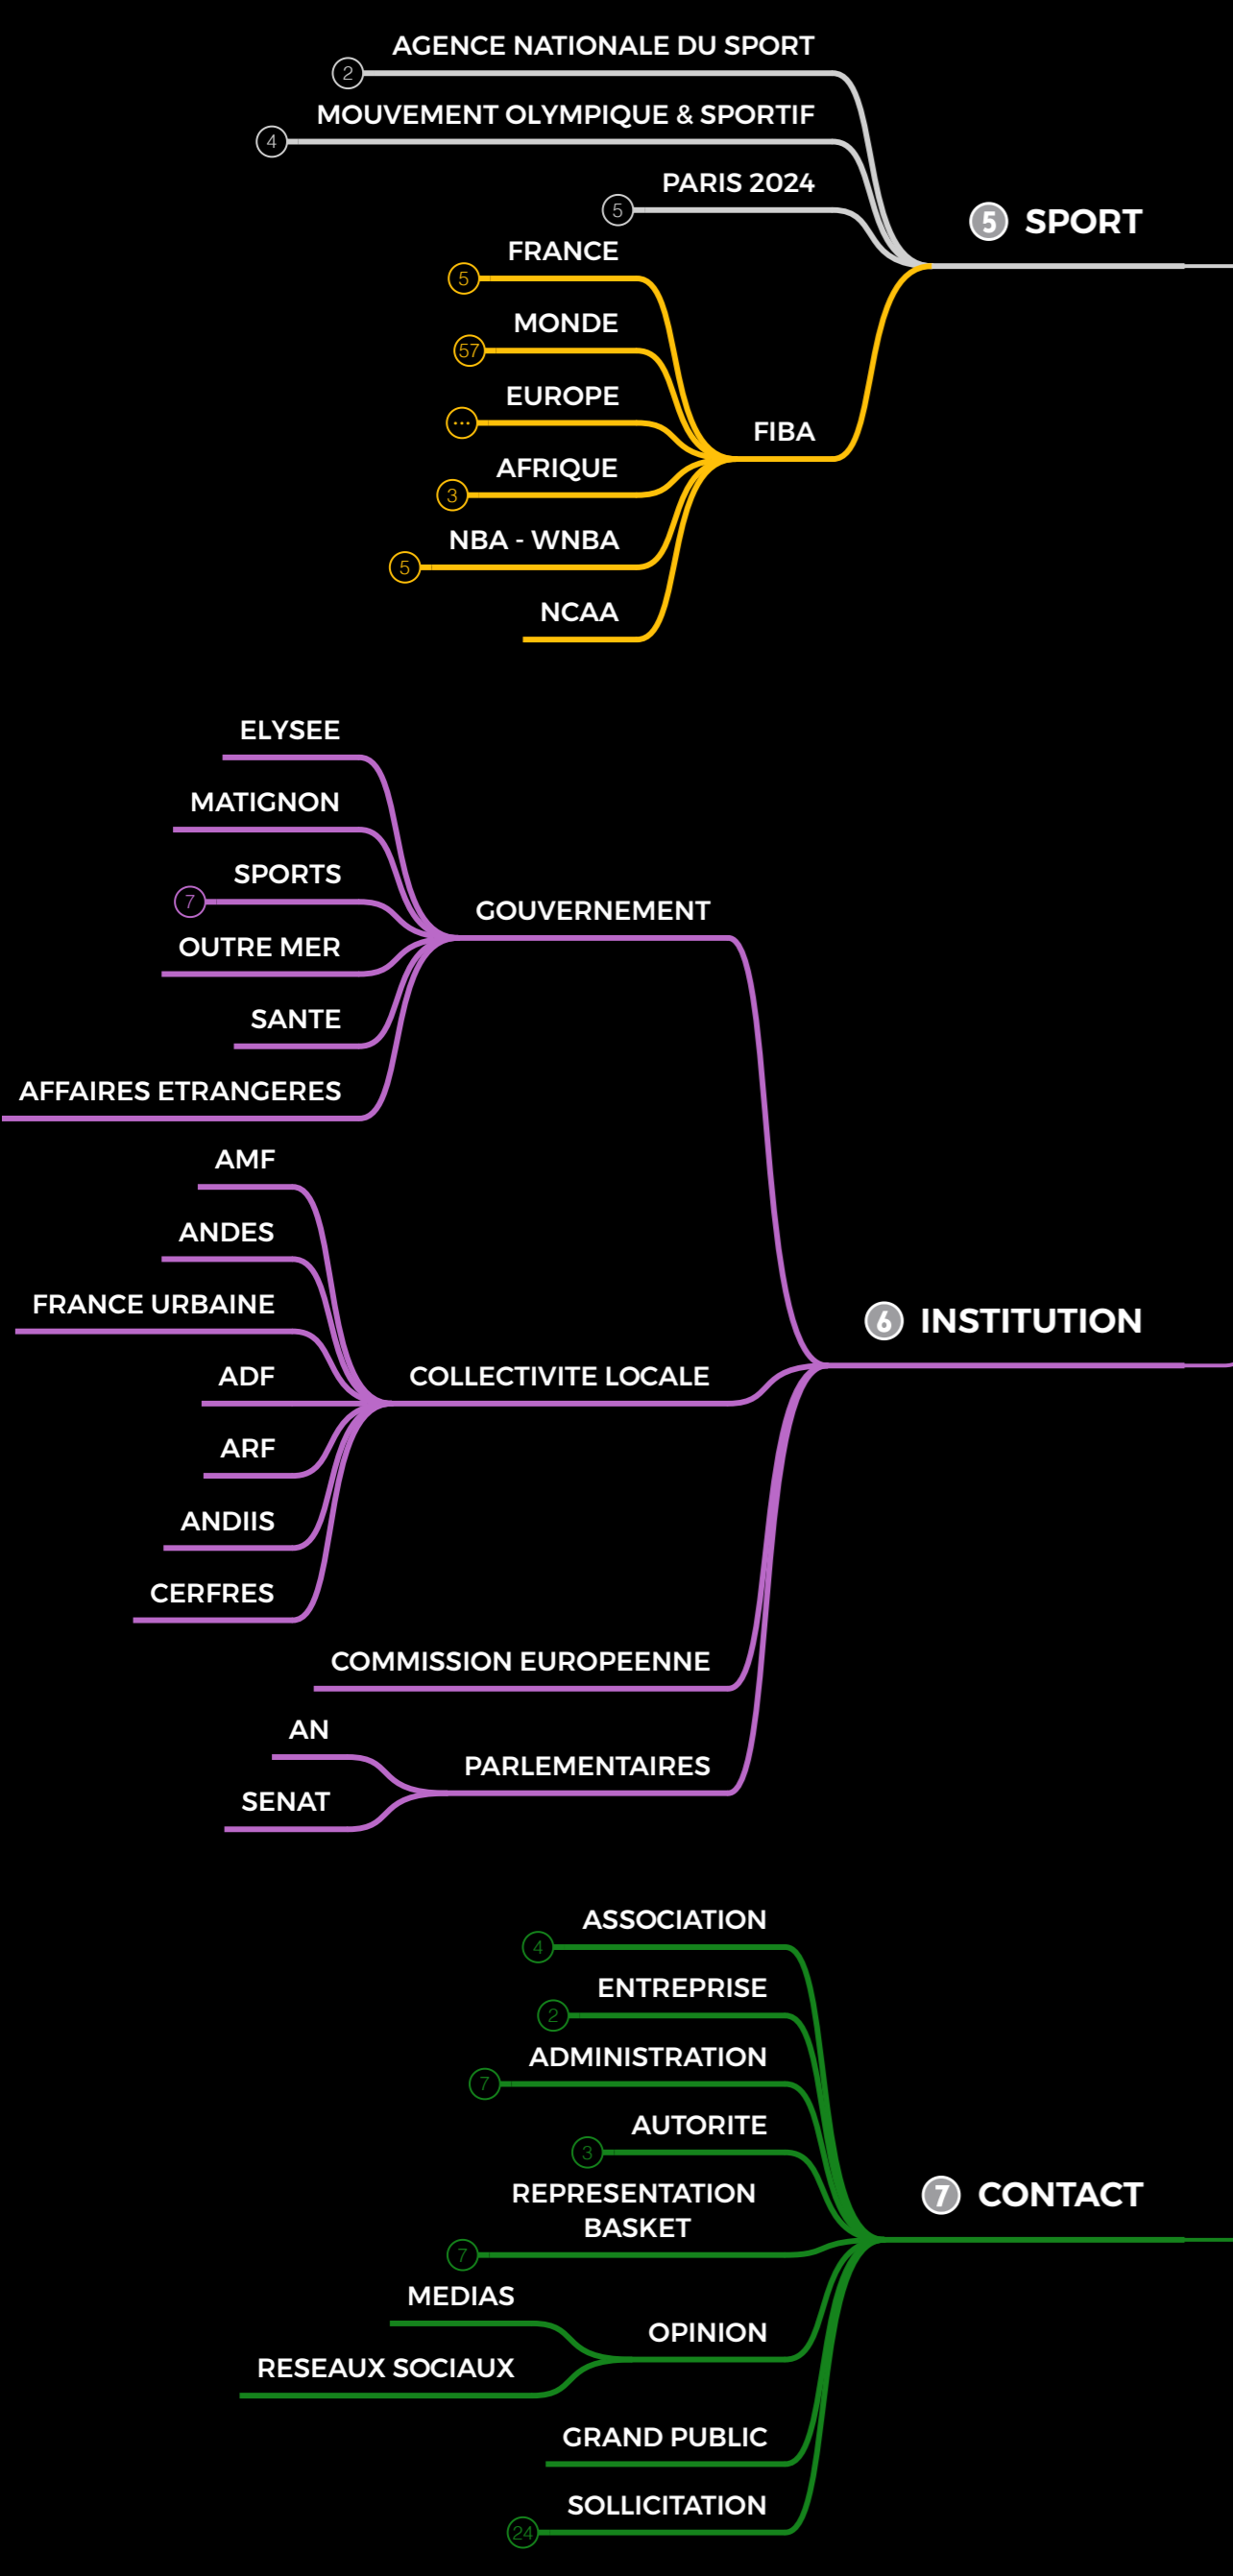 AGENCE NATIONALE DU SPORT
2
MOUVEMENT OLYMPIQUE & SPORTIF
4
PARIS 2024
5
5 SPORT
FRANCE
5
MONDE
57
EUROPE
...
FIBA
AFRIQUE
3
NBA - WNBA
5
NCAA
ELYSEE
MATIGNON
SPORTS
7
GOUVERNEMENT
OUTRE MER
SANTE
AFFAIRES ETRANGERES
AMF
ANDES
FRANCE URBAINE
6 INSTITUTION
ADF
COLLECTIVITE LOCALE
ARF
ANDIIS
CERFRES
COMMISSION EUROPEENNE
AN
PARLEMENTAIRES
SENAT
ASSOCIATION
4
ENTREPRISE
2
ADMINISTRATION
7
AUTORITE
3
REPRESENTATION
BASKET
7
7 CONTACT
MEDIAS
OPINION
RESEAUX SOCIAUX
GRAND PUBLIC
SOLLICITATION
24